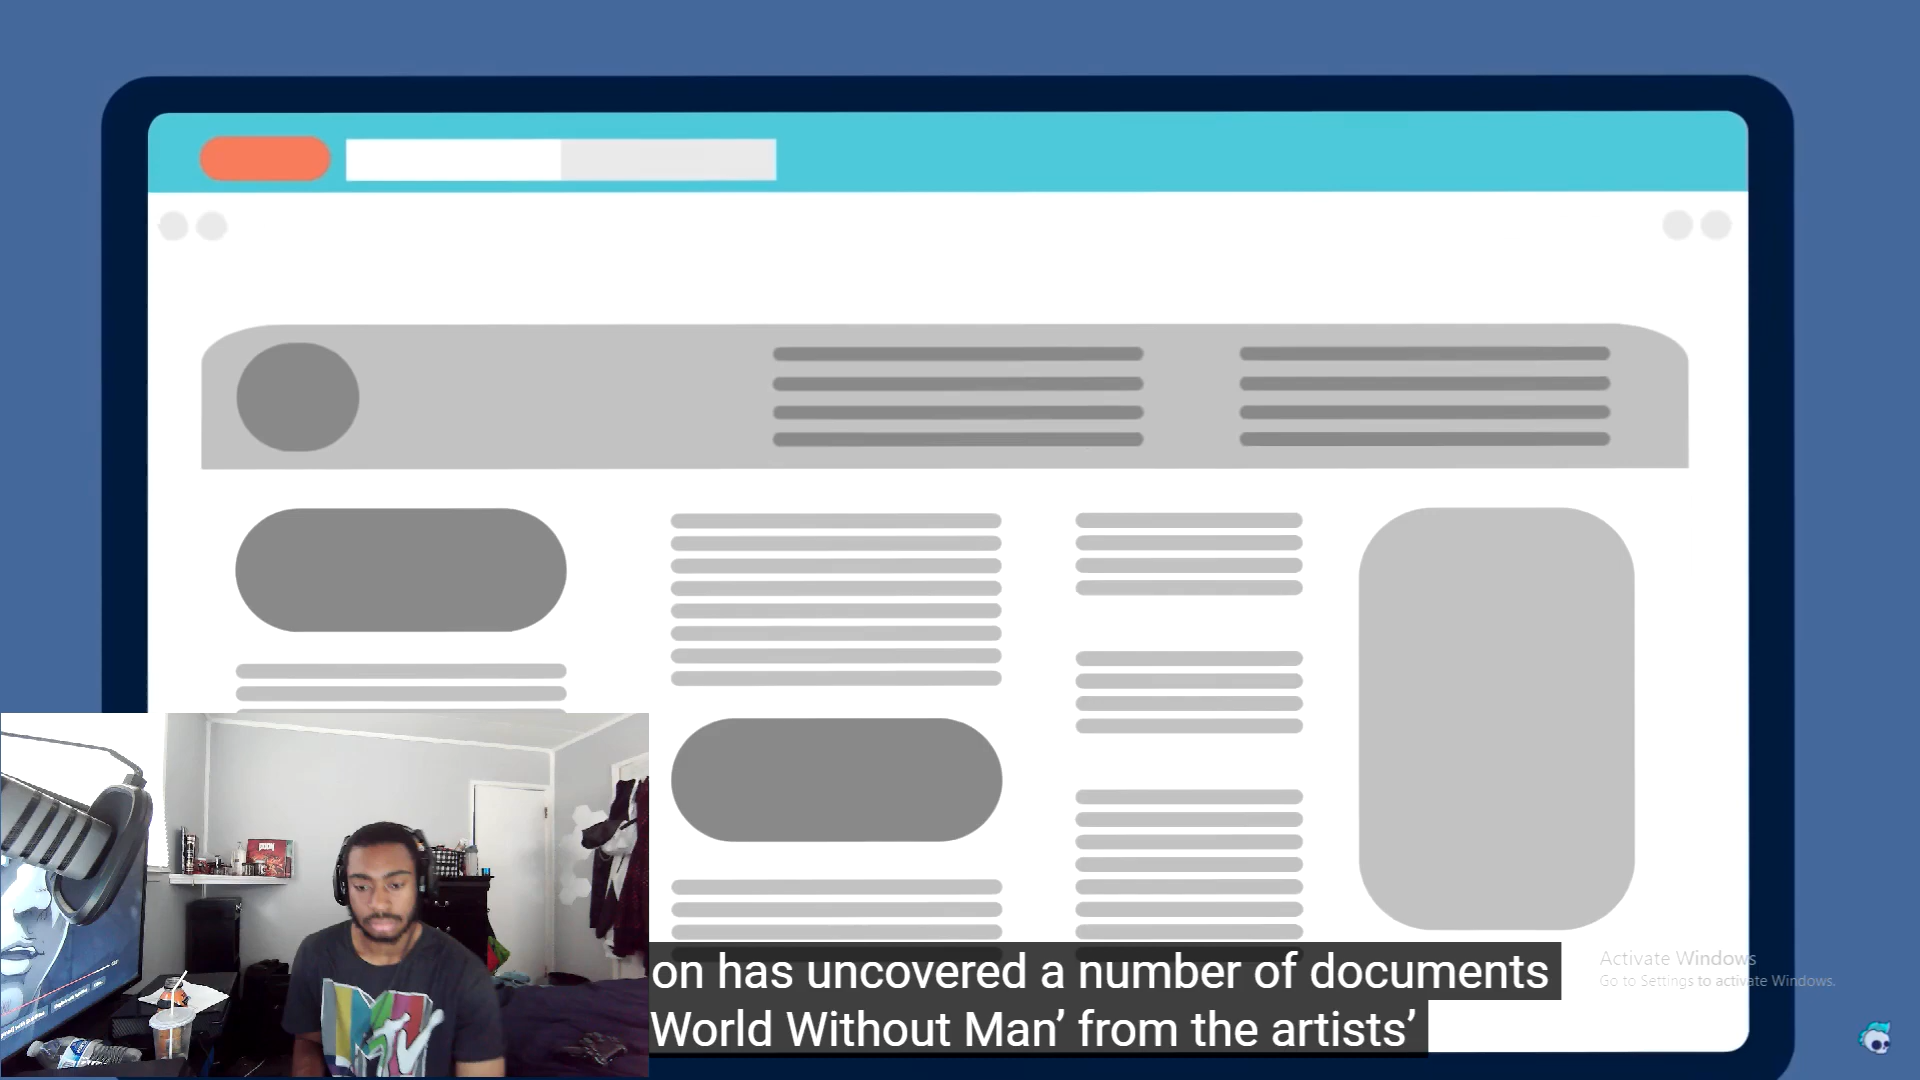 DOOM
on has uncovered a number of documents
World Without Man’ from the artists’
Activate Windows
Go to Settings to activate Windows.